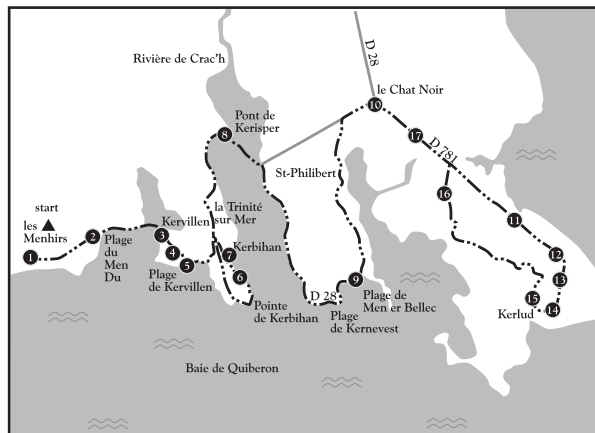 D 28
Rivière de Crac'h
le Chat Noir
10
Pont de
Kerisper
8
17
D 781
St-Philibert
16
start
les
Menhirs
1
2
Plage
du
Men
Du
Kervillen
3
4
5
Plage
de Kervillen
la Trinité
sur Mer
Kerbihan
7
6
Pointe
de Kerbihan
D 28
9
Plage de
Men er Bellec
Plage
de Kernevest
11
12
13
14
15
Kerlud
Baie de Quiberon